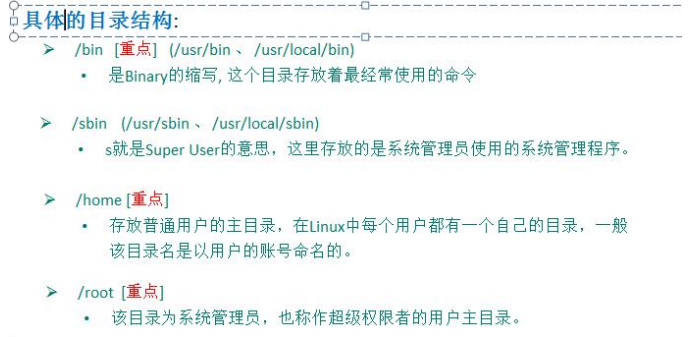 具体的目录结构:
/bin [重点] (/usr/bin 、 /usr/local/bin)
是Binary的缩写, 这个目录存放着最经常使用的命令
/sbin (/usr/sbin 、 /usr/local/sbin)
s就是Super User的意思，这里存放的是系统管理员使用的系统管理程序。
/home [重点]
存放普通用户的主目录，在Linux中每个用户都有一个自己的目录，一般
该目录名是以用户的账号命名的。
/root [重点]
该目录为系统管理员，也称作超级权限者的用户主目录。